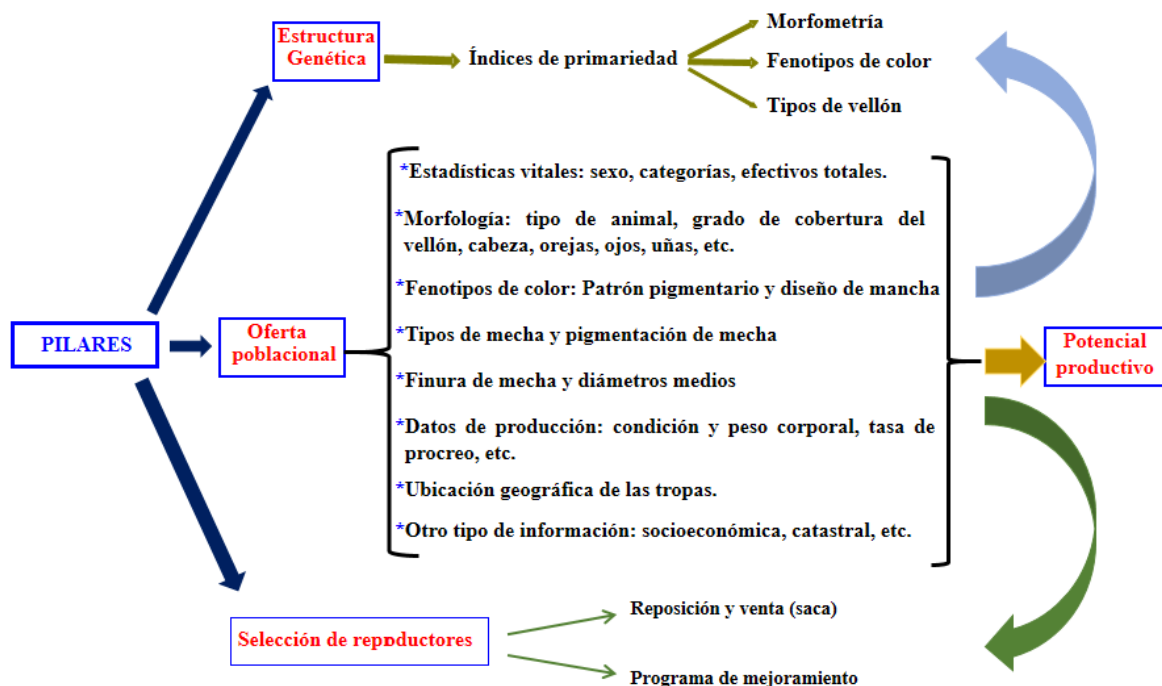 Estructura
Genética
Índices de primariedad
Morfometría
Fenotipos de color
Tipos de vellón
PILARES
Oferta
poblacional
*Estadísticas vitales: sexo, categorías, efectivos totales.
*Morfología: tipo de animal, grado de cobertura del
vellón, cabeza, orejas, ojos, uñas, etc.
*Fenotipos de color: Patrón pigmentario y diseño de mancha
*Tipos de mecha y pigmentación de mecha
*Finura de mecha y diámetros medios
*Datos de producción: condición y peso corporal, tasa de
procreo, etc.
*Ubicación geográfica de las tropas.
*Otro tipo de información: socioeconómica, catastral, etc.
Potencial
productivo
Selección de reproductores
Reposición y venta (saca)
Programa de mejoramiento